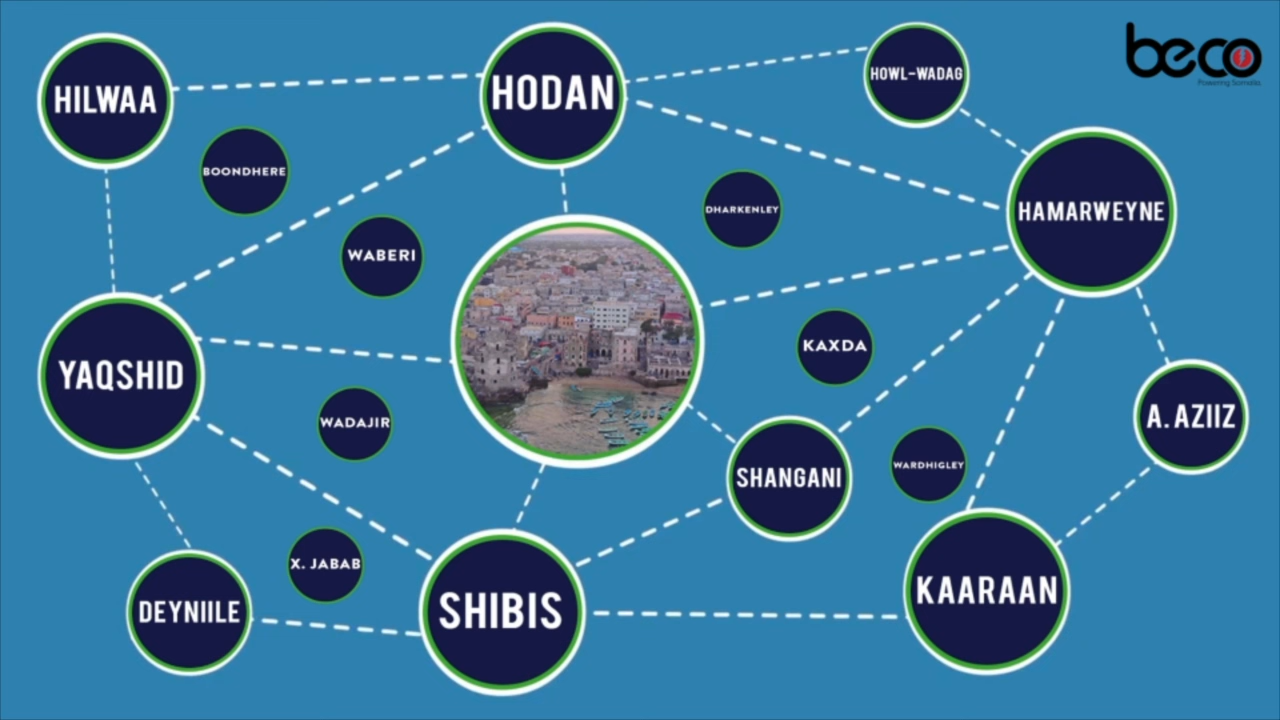 beco
Powering Somalia
HILWAA
HODAN
HOWL-WADAG
BOONDHERE
DHARKENLEY
HAMARWEYNE
WABERI
KAXDA
YAQSHID
A. AZIIZ
WADAJIR
WARDHIGLEY
SHANGANI
X. JABAB
KAARAAN
DEYNIILE
SHIBIS